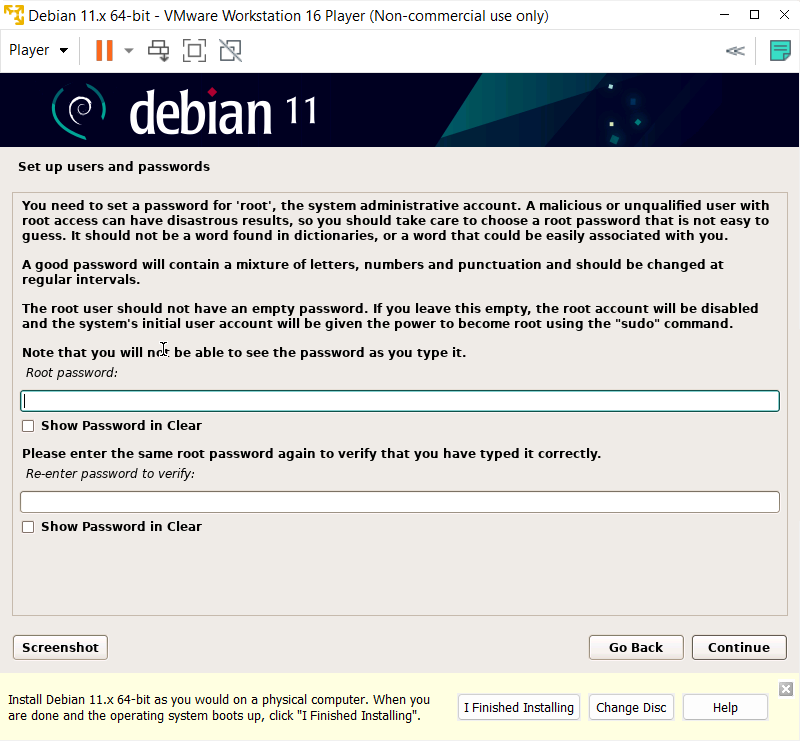 Debian 11.x 64-bit - VMware Workstation 16 Player (Non-commercial use only)
Player
debian 11
Set up users and passwords
You need to set a password for 'root', the system administrative account. A malicious or unqualified user with
root access can have disastrous results, so you should take care to choose a root password that is not easy to
guess. It should not be a word found in dictionaries, or a word that could be easily associated with you.
A good password will contain a mixture of letters, numbers and punctuation and should be changed at
regular intervals.
The root user should not have an empty password. If you leave this empty, the root account will be disabled
and the system's initial user account will be given the power to become root using the "sudo" command.
Note that you will not be able to see the password as you type it.
Root password:
Show Password in Clear
Please enter the same root password again to verify that you have typed it correctly.
Re-enter password to verify:
Show Password in Clear
Screenshot
Go Back
Continue
Install Debian 11.x 64-bit as you would on a physical computer. When you
are done and the operating system boots up, click "I Finished Installing".
I Finished Installing
Change Disc
Help